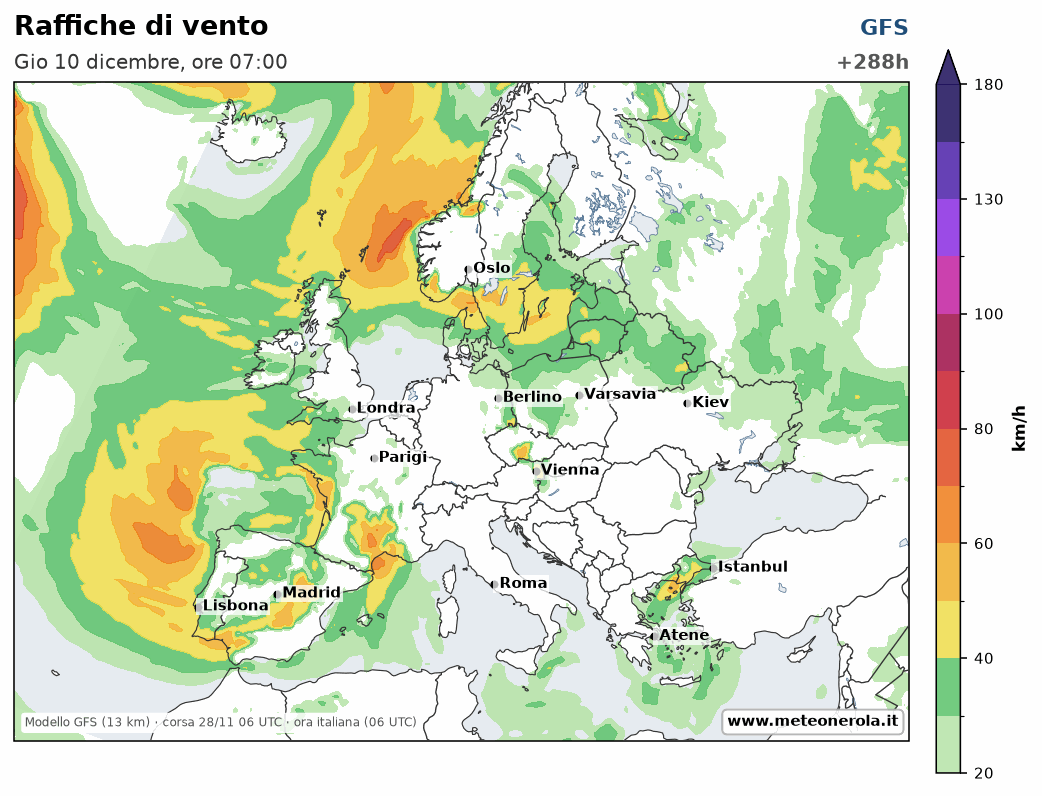 Raffiche di vento
GFS
Gio 10 dicembre, ore 07:00
+288h
180
130
100
80
60
40
20
km/h
Oslo
Londra
Berlino
Varsavia
Kiev
Parigi
Vienna
Istanbul
Roma
Madrid
Lisbona
Atene
Modello GFS (13 km) · corsa 28/11 06 UTC · ora italiana (06 UTC)
www.meteonerola.it